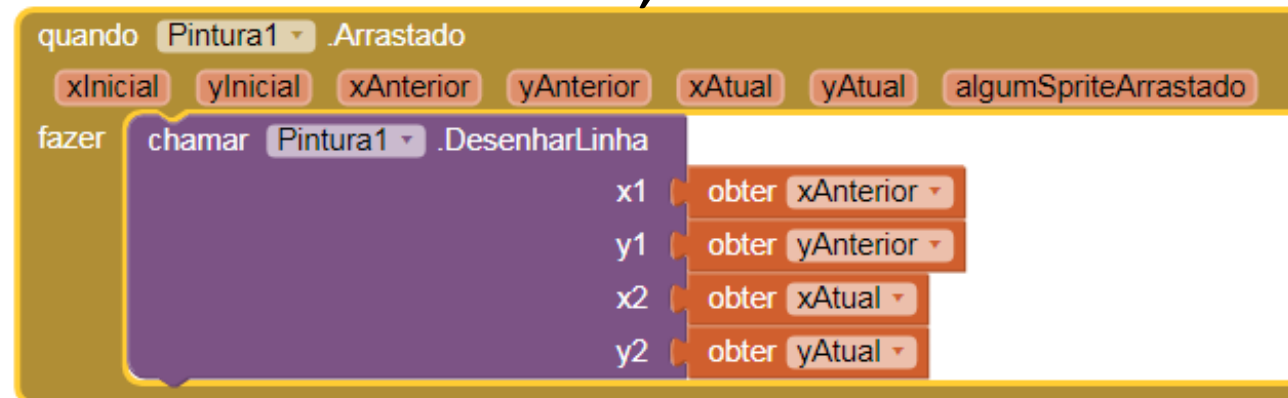 quando Pintura1 .Arrastado
xInicial yInicial xAnterior yAnterior xAtual yAtual algumSpriteArrastado
fazer chamar Pintura1 .DesenharLinha
x1 obter xAnterior
y1 obter yAnterior
x2 obter xAtual
y2 obter yAtual